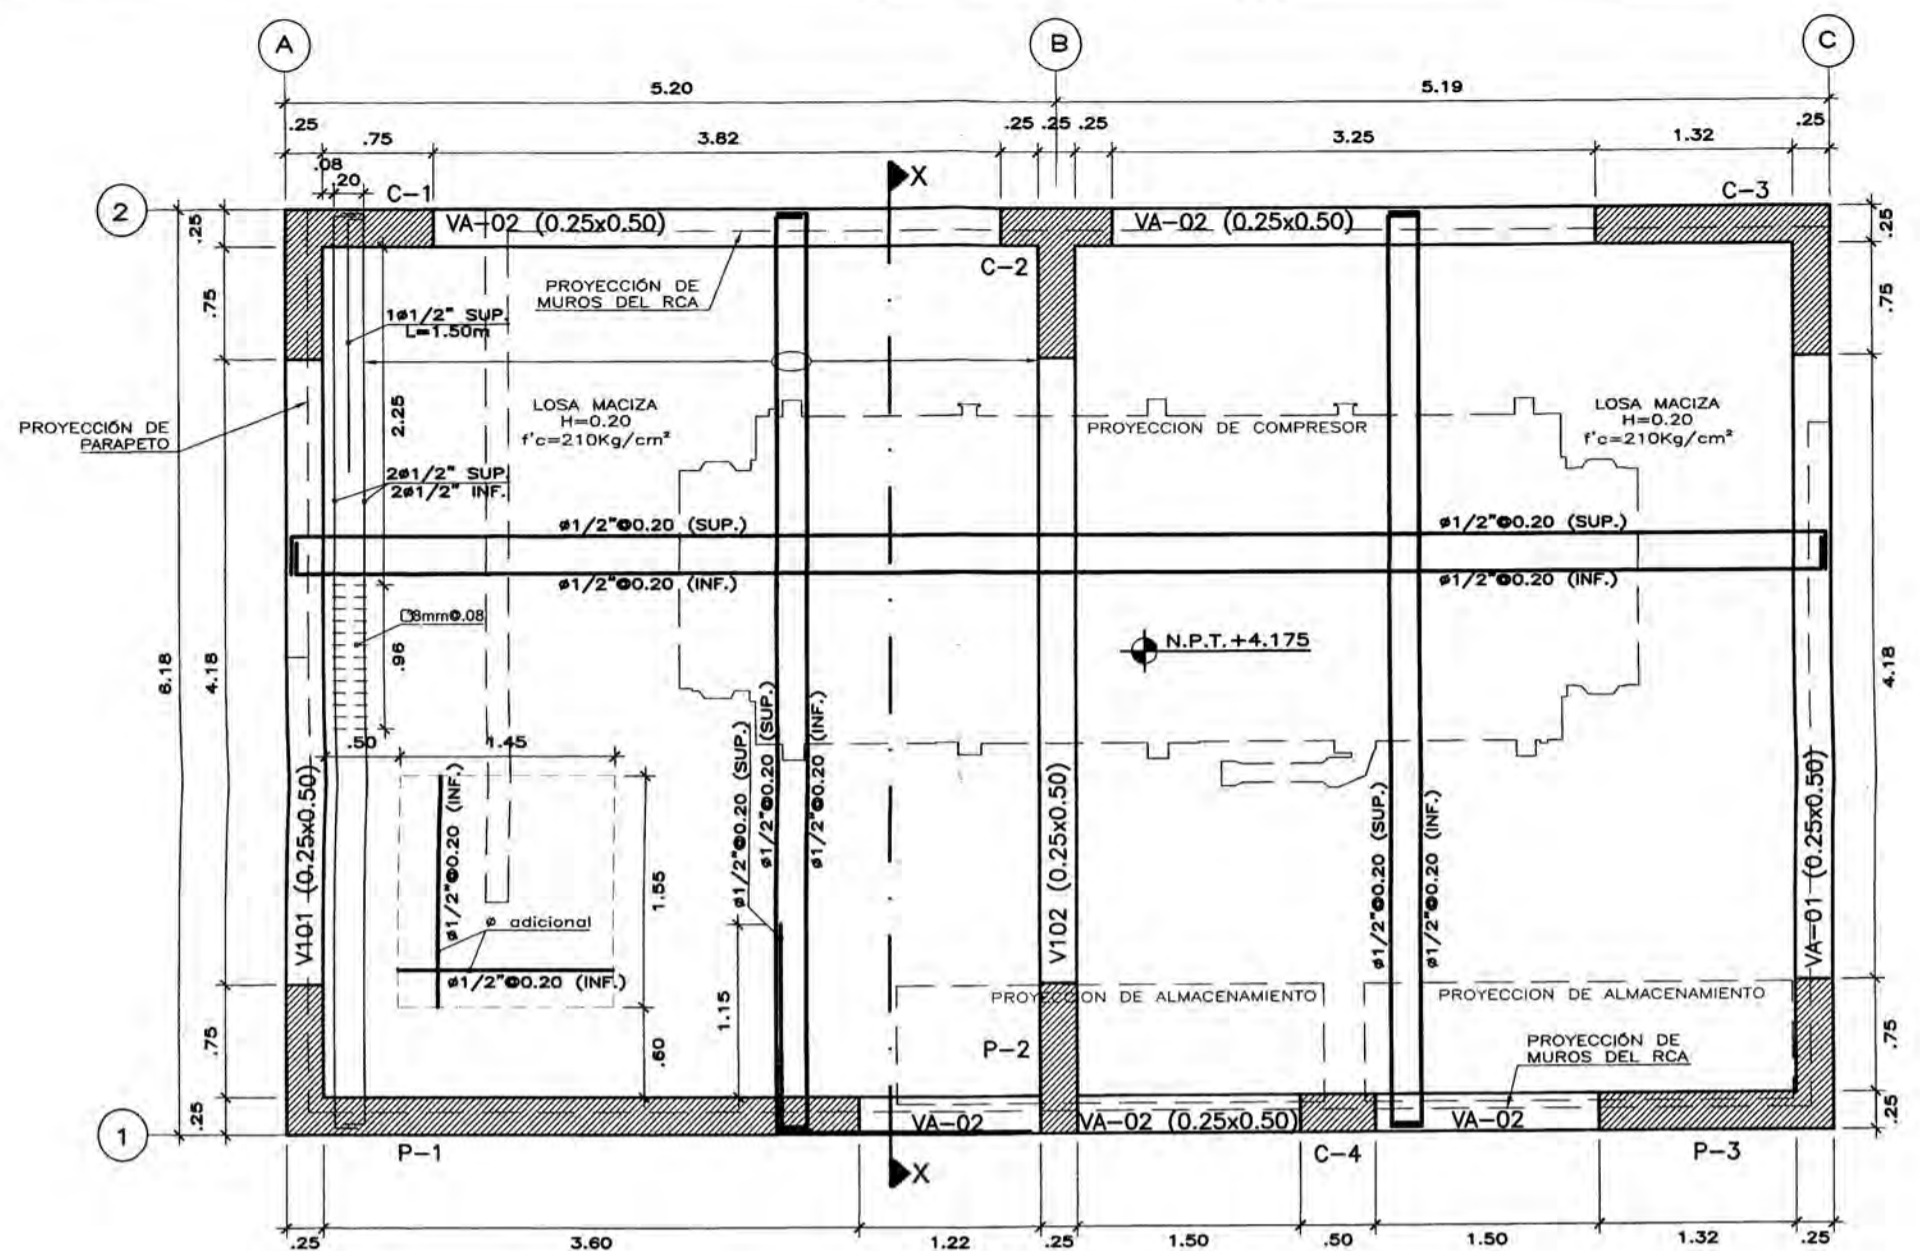 A
B
C
5.20
5.19
.25
.75
3.82
.25 .25 .25
3.25
1.32
.25
.08
.20
C-1
C-3
X
2
VA-02 (0.25x0.50)
VA-02 (0.25x0.50)
.25
.25
C-2
PROYECCIÓN DE
MUROS DEL RCA
.75
.75
1ø1/2" SUP.
L=1.50m
PROYECCIÓN DE
PARAPETO
2.25
LOSA MACIZA
H=0.20
f'c=210Kg/cm²
PROYECCION DE COMPRESOR
LOSA MACIZA
H=0.20
f'c=210Kg/cm²
2ø1/2" SUP.
2ø1/2" INF.
ø1/2"@0.20 (SUP.)
ø1/2"@0.20 (SUP.)
ø1/2"@0.20 (INF.)
ø1/2"@0.20 (INF.)
8mm@.08
.96
N.P.T.+4.175
6.18
4.18
4.18
.50
1.45
V101 (0.25x0.50)
ø1/2"@0.20 (INF.)
ø1/2"@0.20 (SUP.)
ø1/2"@0.20 (SUP.)
ø1/2"@0.20 (INF.)
V102 (0.25x0.50)
ø1/2"@0.20 (SUP.)
ø1/2"@0.20 (INF.)
VA-01 (0.25x0.50)
1.55
ø adicional
ø1/2"@0.20 (INF.)
1.15
.60
PROYECCION DE ALMACENAMIENTO
PROYECCION DE ALMACENAMIENTO
P-2
PROYECCIÓN DE
MUROS DEL RCA
.75
.75
.25
.25
1
VA-02
VA-02 (0.25x0.50)
VA-02
P-1
C-4
P-3
X
.25
3.60
1.22
.25
1.50
.50
1.50
1.32
.25